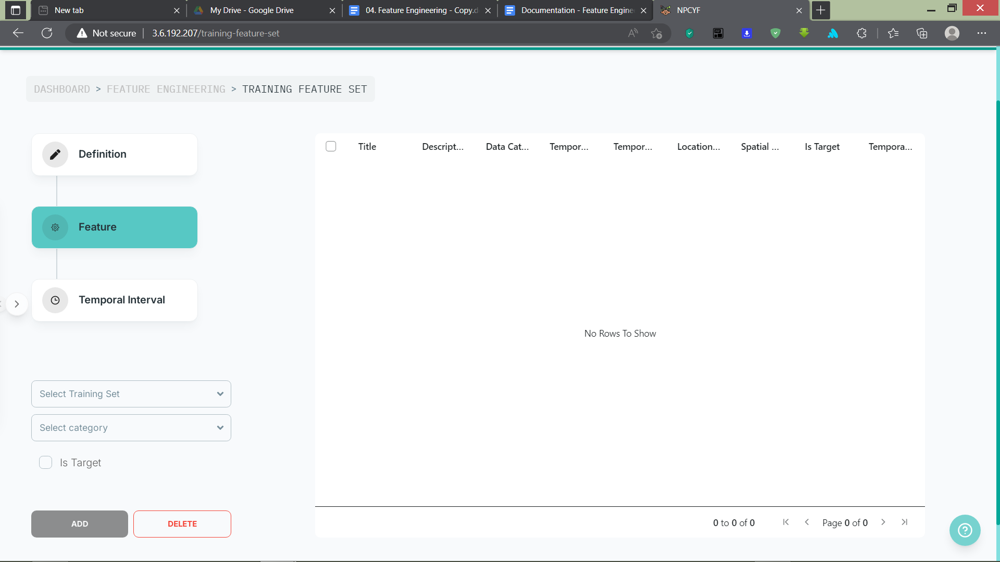 New tab
My Drive - Google Drive
04. Feature Engineering - Copy.d
Documentation - Feature Engine
NPCYF
Not secure
3.6.192.207/training-feature-set
DASHBOARD > FEATURE ENGINEERING > TRAINING FEATURE SET
Definition
Feature
Temporal Interval
Select Training Set
Select category
Is Target
ADD
DELETE
Title
Descript...
Data Cat...
Tempor...
Tempor...
Location...
Spatial ...
Is Target
Tempora...
No Rows To Show
0 to 0 of 0
Page 0 of 0